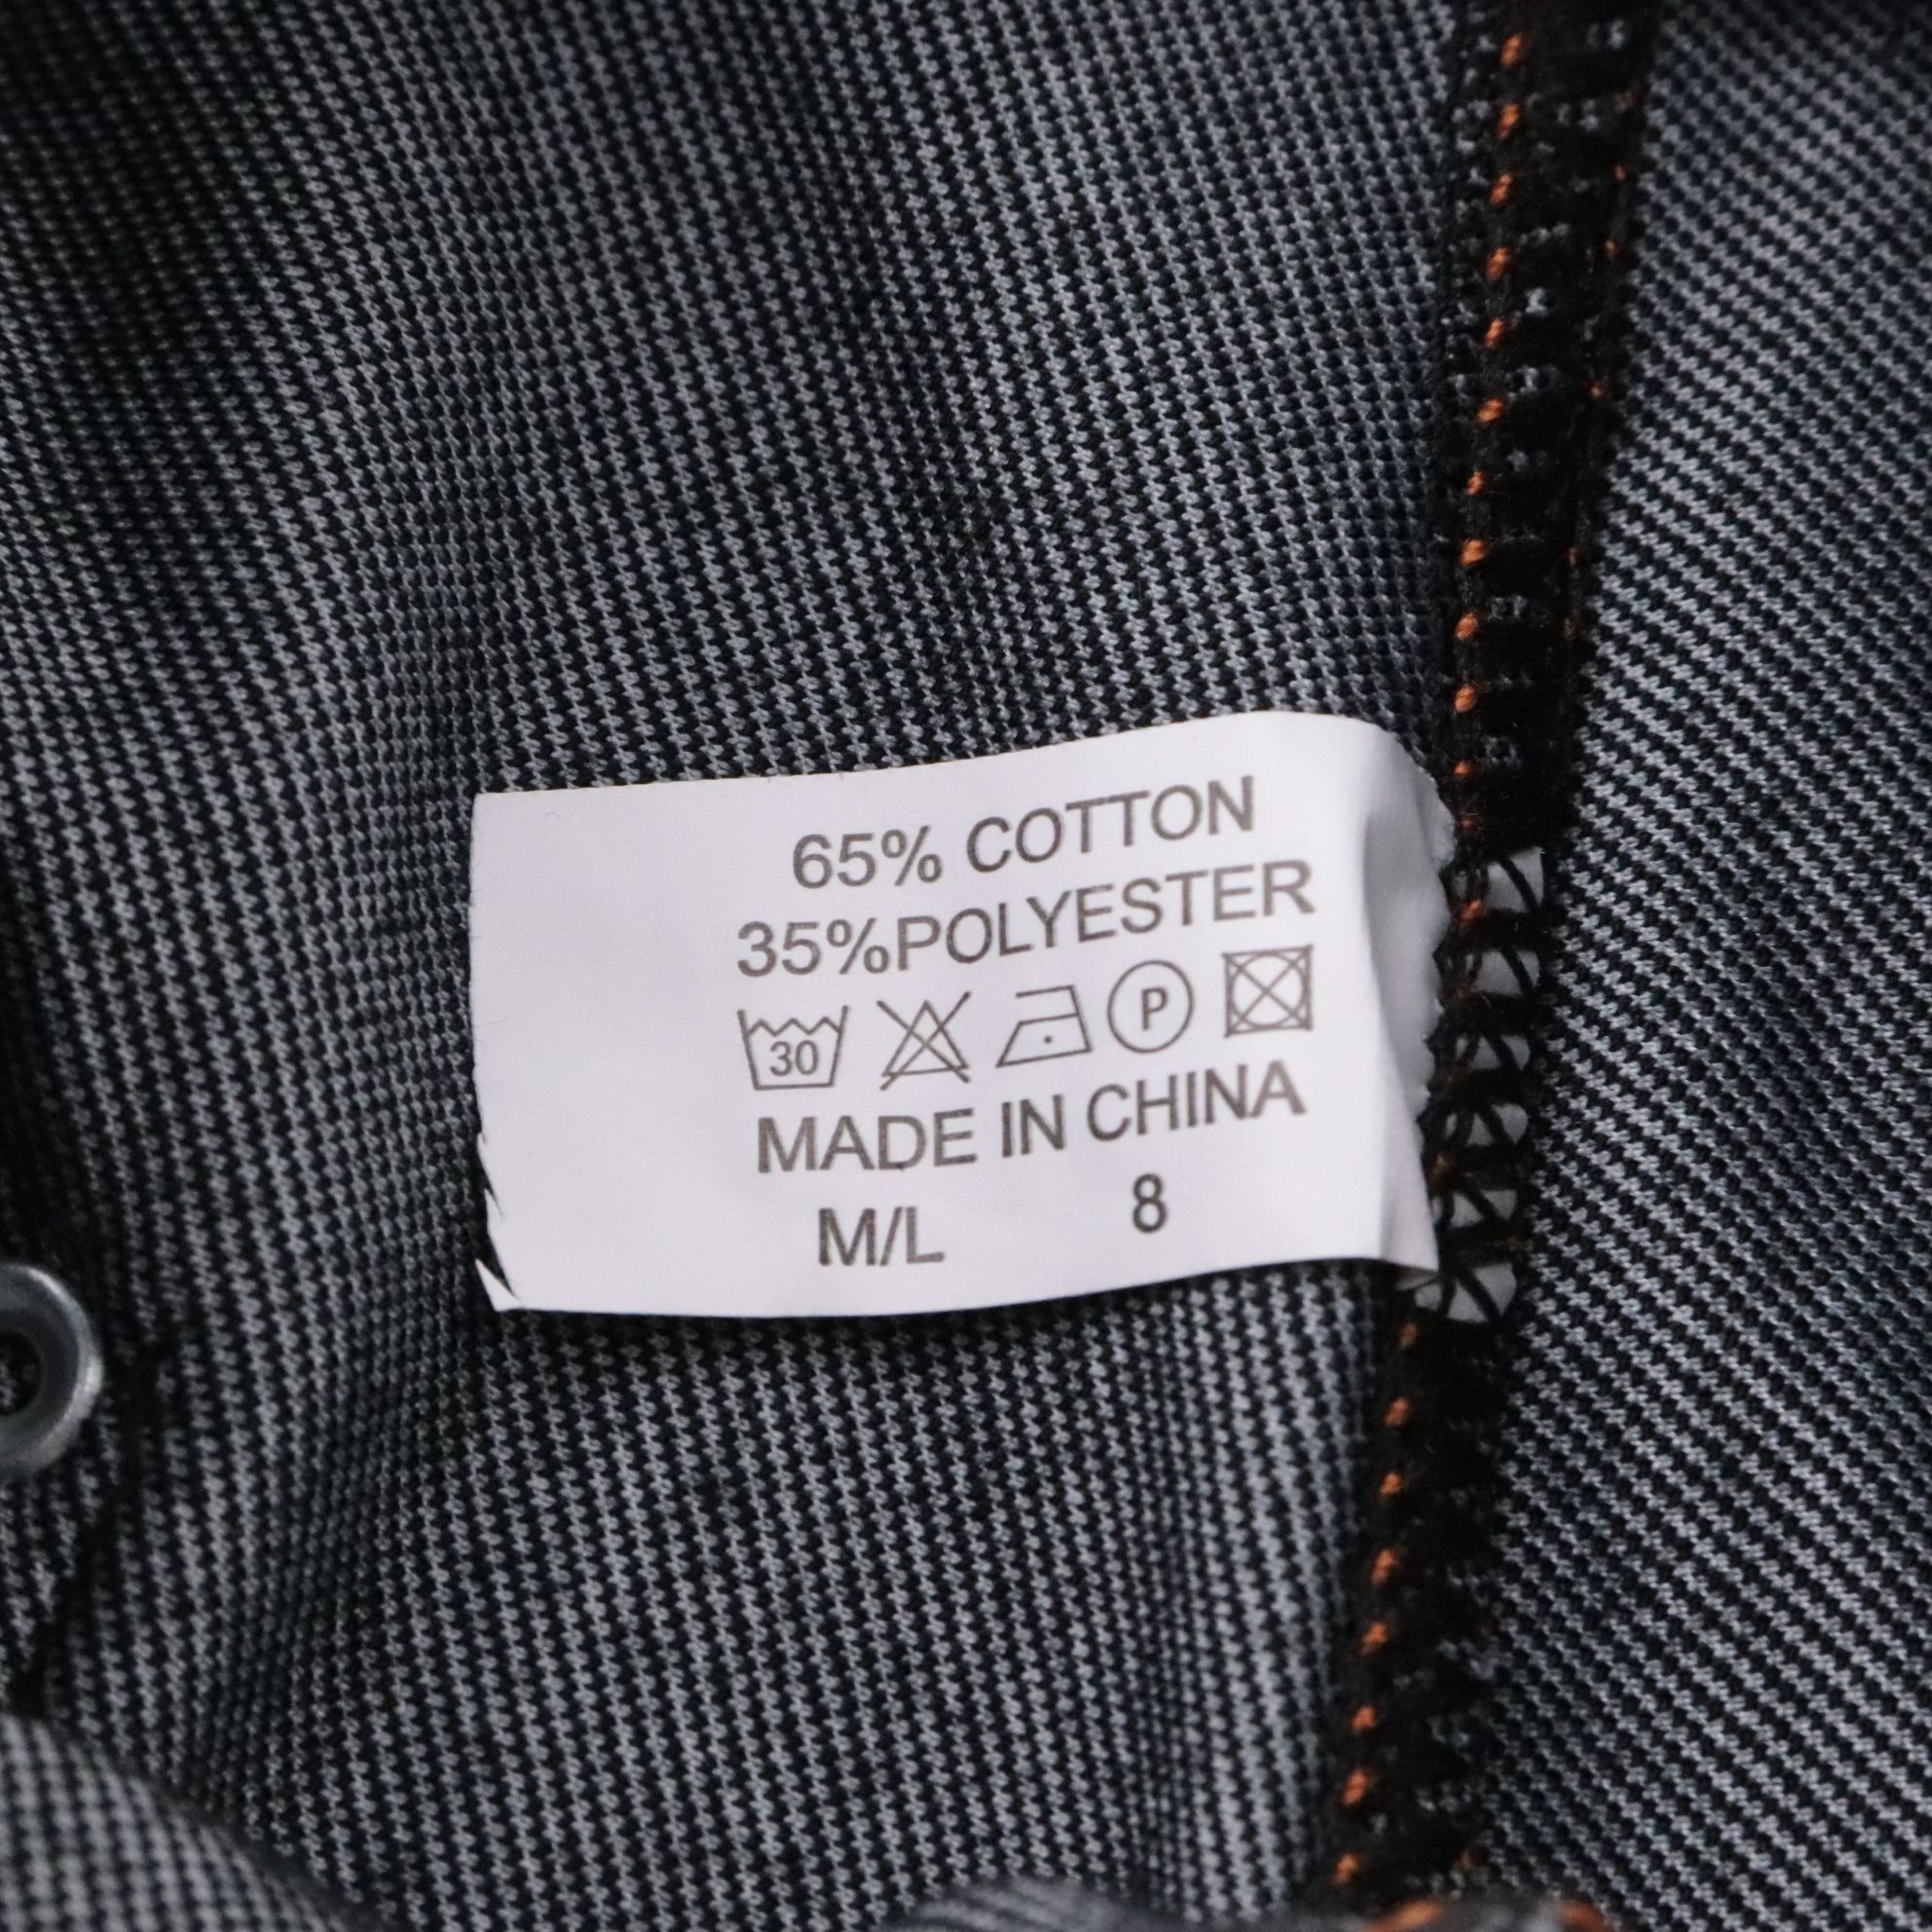 65% COTTON
35%POLYESTER
30 P
MADE IN CHINA
M/L 8